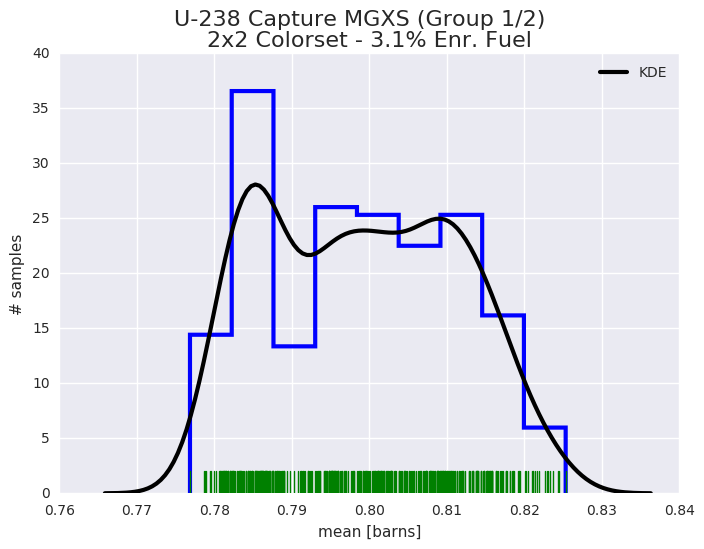 U-238 Capture MGXS (Group 1/2)
2x2 Colorset - 3.1% Enr. Fuel
40
35
30
25
20
15
10
5
0
# samples
KDE
0.76 0.77 0.78 0.79 0.80 0.81 0.82 0.83 0.84
mean [barns]